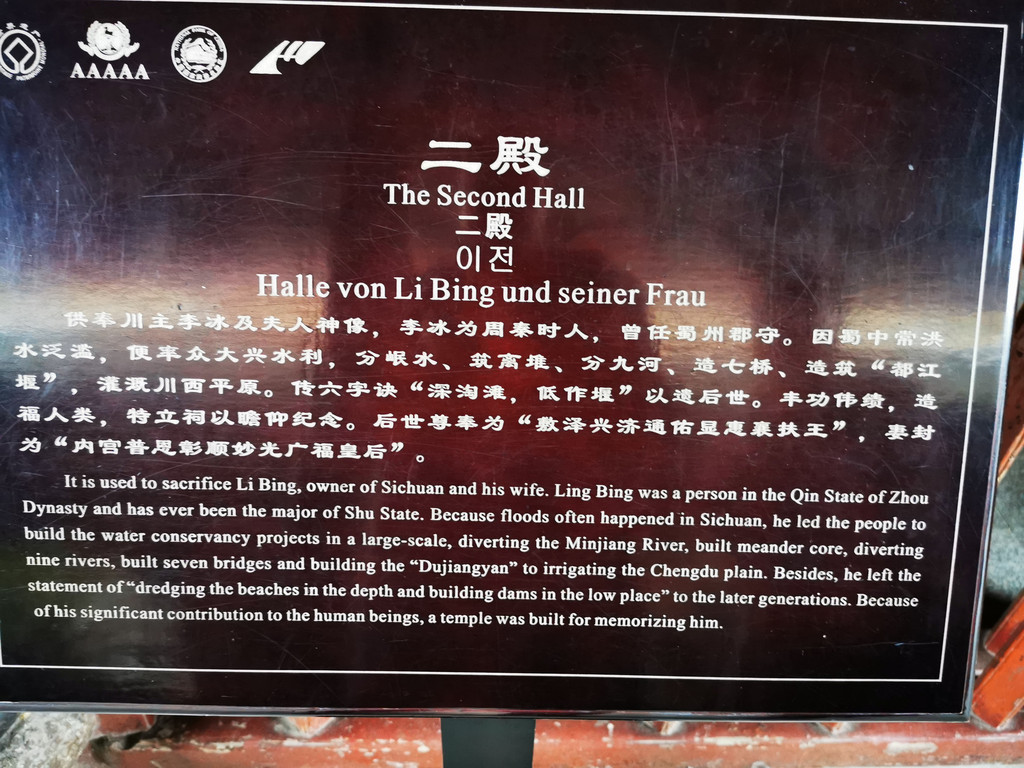 AAAAA
二殿
The Second Hall
二殿
이전
Halle von Li Bing und seiner Frau
供奉川主李冰及夫人神像，李冰为周秦时人，曾任蜀州郡守。因蜀中常洪
水泛滥，便率众大兴水利，分岷水、筑离堆、分九河、造七桥、造筑“都江
堰”，灌溉川西平原。传六字诀“深淘滩，低作堰”以遗后世。丰功伟绩，造
福人类，特立祠以瞻仰纪念。后世尊奉为“敷泽兴济通佑显惠襄扶王”，妻封
为“内宫普恩彰顺妙光广福皇后”。
It is used to sacrifice Li Bing, owner of Sichuan and his wife. Ling Bing was a person in the Qin State of Zhou
Dynasty and has ever been the major of Shu State. Because floods often happened in Sichuan, he led the people to
build the water conservancy projects in a large-scale, diverting the Minjiang River, built meander core, diverting
nine rivers, built seven bridges and building the “Dujiangyan” to irrigating the Chengdu plain. Besides, he left the
statement of “dredging the beaches in the depth and building dams in the low place” to the later generations. Because
of his significant contribution to the human beings, a temple was built for memorizing him.